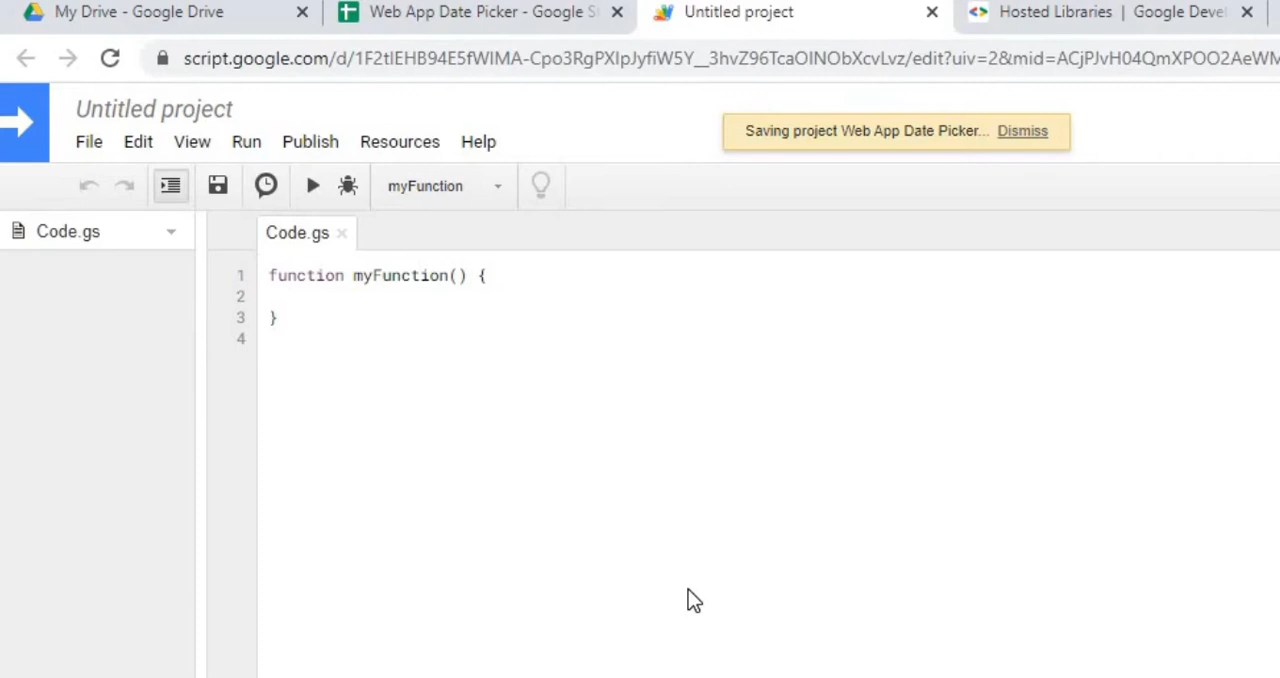 My Drive - Google Drive
Web App Date Picker - Google S
Untitled project
Hosted Libraries | Google Deve
script.google.com/d/1F2tlEHB94E5fWIMA-Cpo3RgPXIpJyfiW5Y__3hvZ96TcaOINObXcvLvz/edit?uiv=2&mid=ACjPJvH04QmXPOO2AeWM
Untitled project
Saving project Web App Date Picker... Dismiss
File Edit View Run Publish Resources Help
myFunction
Code.gs
Code.gs
1 function myFunction() {
2
3 }
4